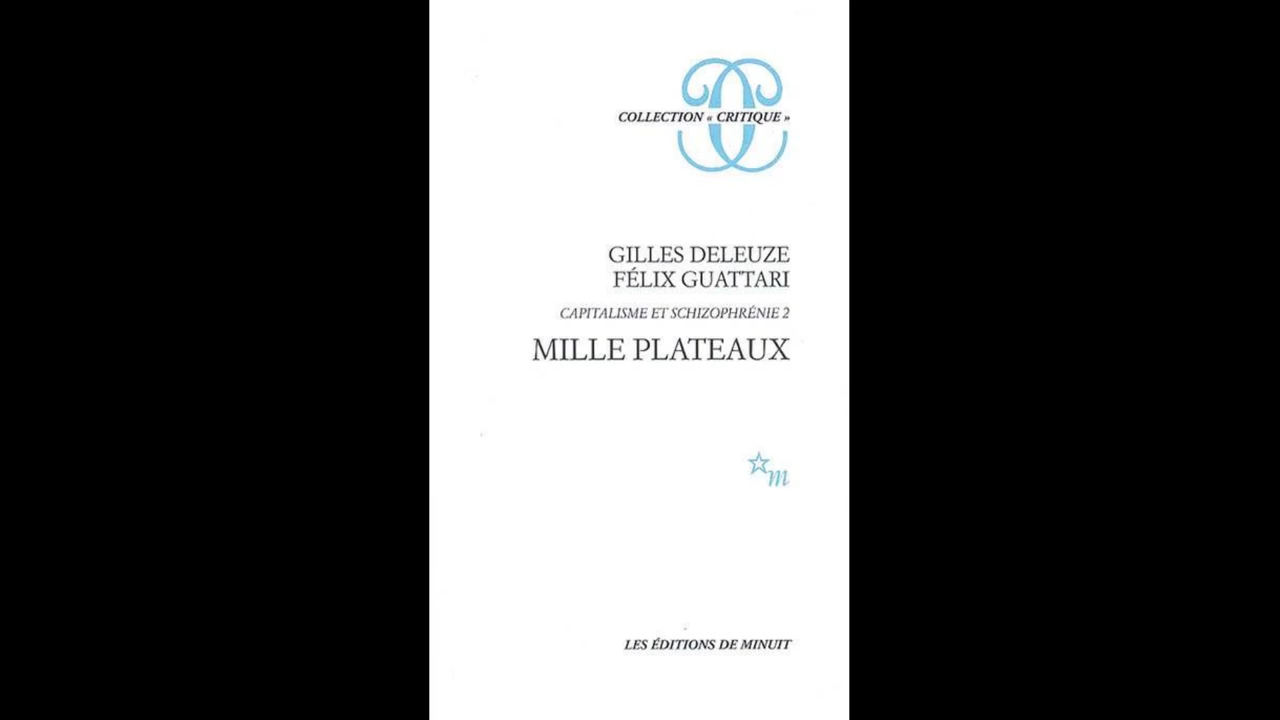 COLLECTION « CRITIQUE »
GILLES DELEUZE
FÉLIX GUATTARI
CAPITALISME ET SCHIZOPHRÉNIE 2
MILLE PLATEAUX
m
LES ÉDITIONS DE MINUIT